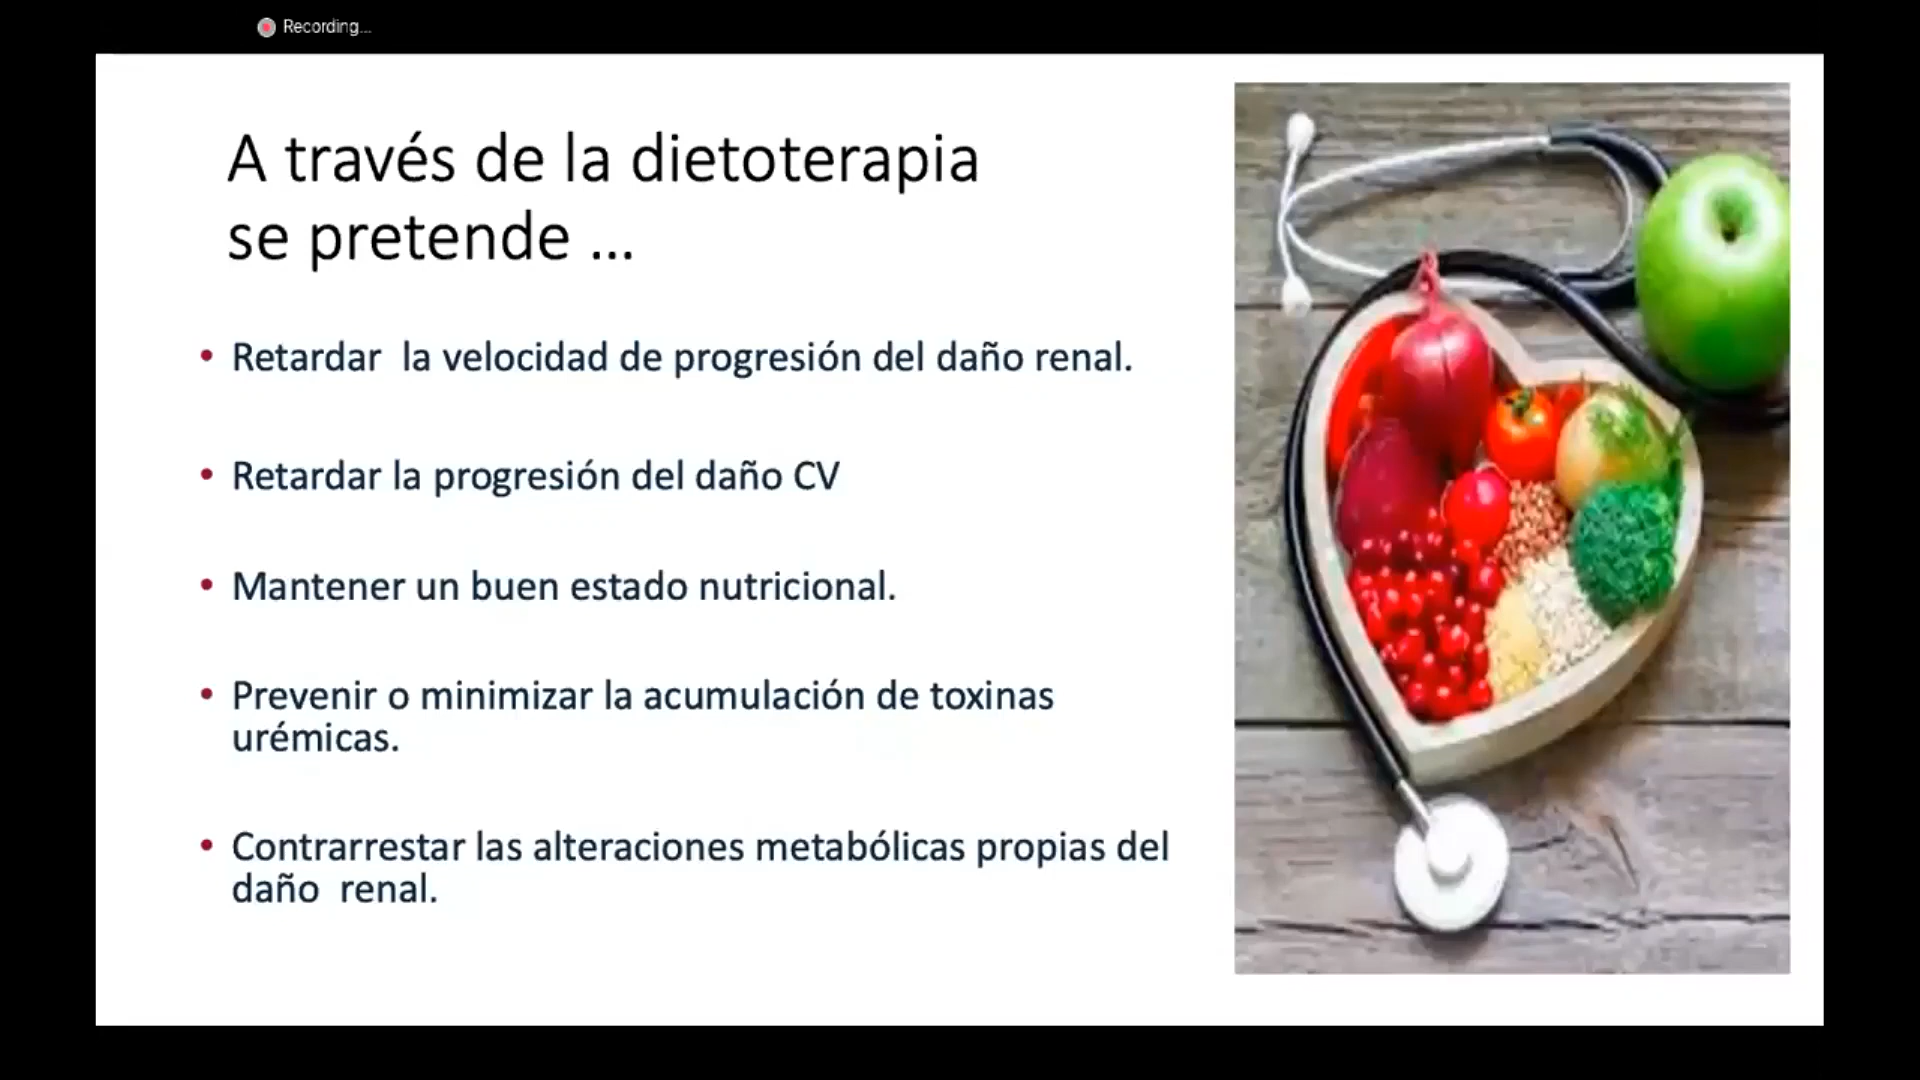 Recording...
A través de la dietoterapia
se pretende ...
• Retardar  la velocidad de progresión del daño renal.
• Retardar la progresión del daño CV
• Mantener un buen estado nutricional.
• Prevenir o minimizar la acumulación de toxinas
urémicas.
• Contrarrestar las alteraciones metabólicas propias del
daño  renal.